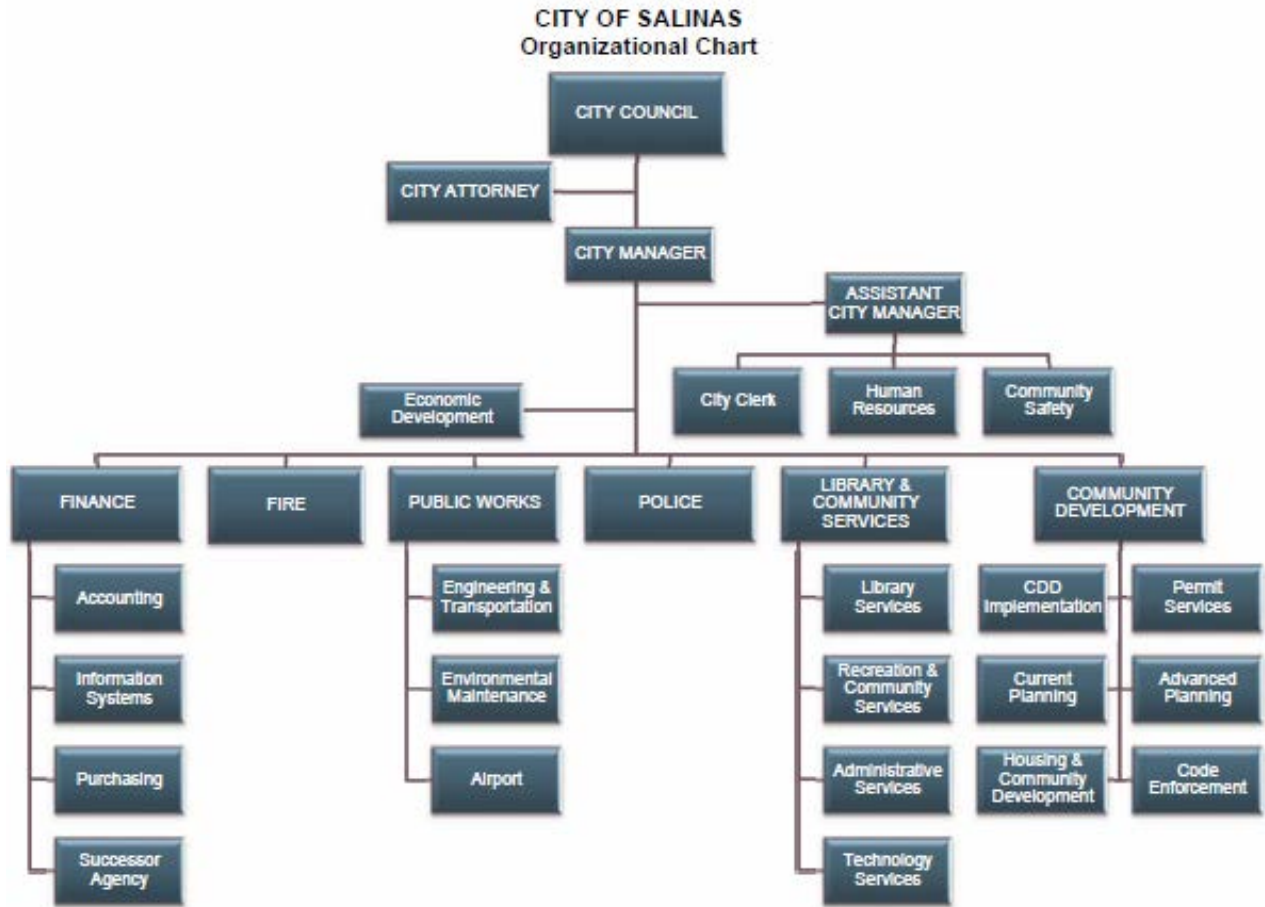 CITY OF SALINAS
Organizational Chart
CITY COUNCIL
CITY ATTORNEY
CITY MANAGER
ASSISTANT
CITY MANAGER
City Clerk
Human
Resources
Community
Safety
Economic
Development
FINANCE
FIRE
PUBLIC WORKS
POLICE
LIBRARY &
COMMUNITY
SERVICES
COMMUNITY
DEVELOPMENT
Accounting
Information
Systems
Purchasing
Successor
Agency
Engineering &
Transportation
Environmental
Maintenance
Airport
Library
Services
Recreation &
Community
Services
Administrative
Services
Technology
Services
CDD
Implementation
Permit
Services
Current
Planning
Advanced
Planning
Housing &
Community
Development
Code
Enforcement